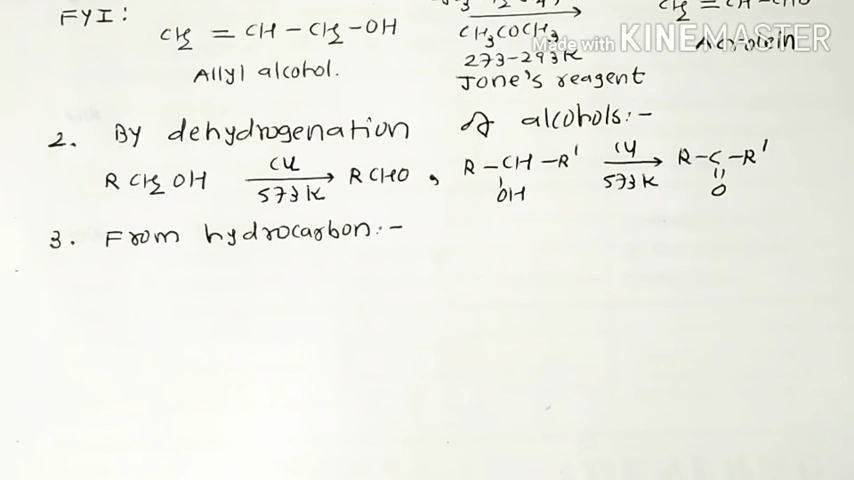 FYI:
CH2 = CH – CH2 – OH
CH3COCH3
273-293K
Jone's reagent
Allyl alcohol.
Made with KINEMASTER
2. By dehydrogenation of alcohols:-
RCH2OH Cu 573K RCHO, R – CH – R' Cu 573K R – C – R'
OH O
3. From hydrocarbon:-